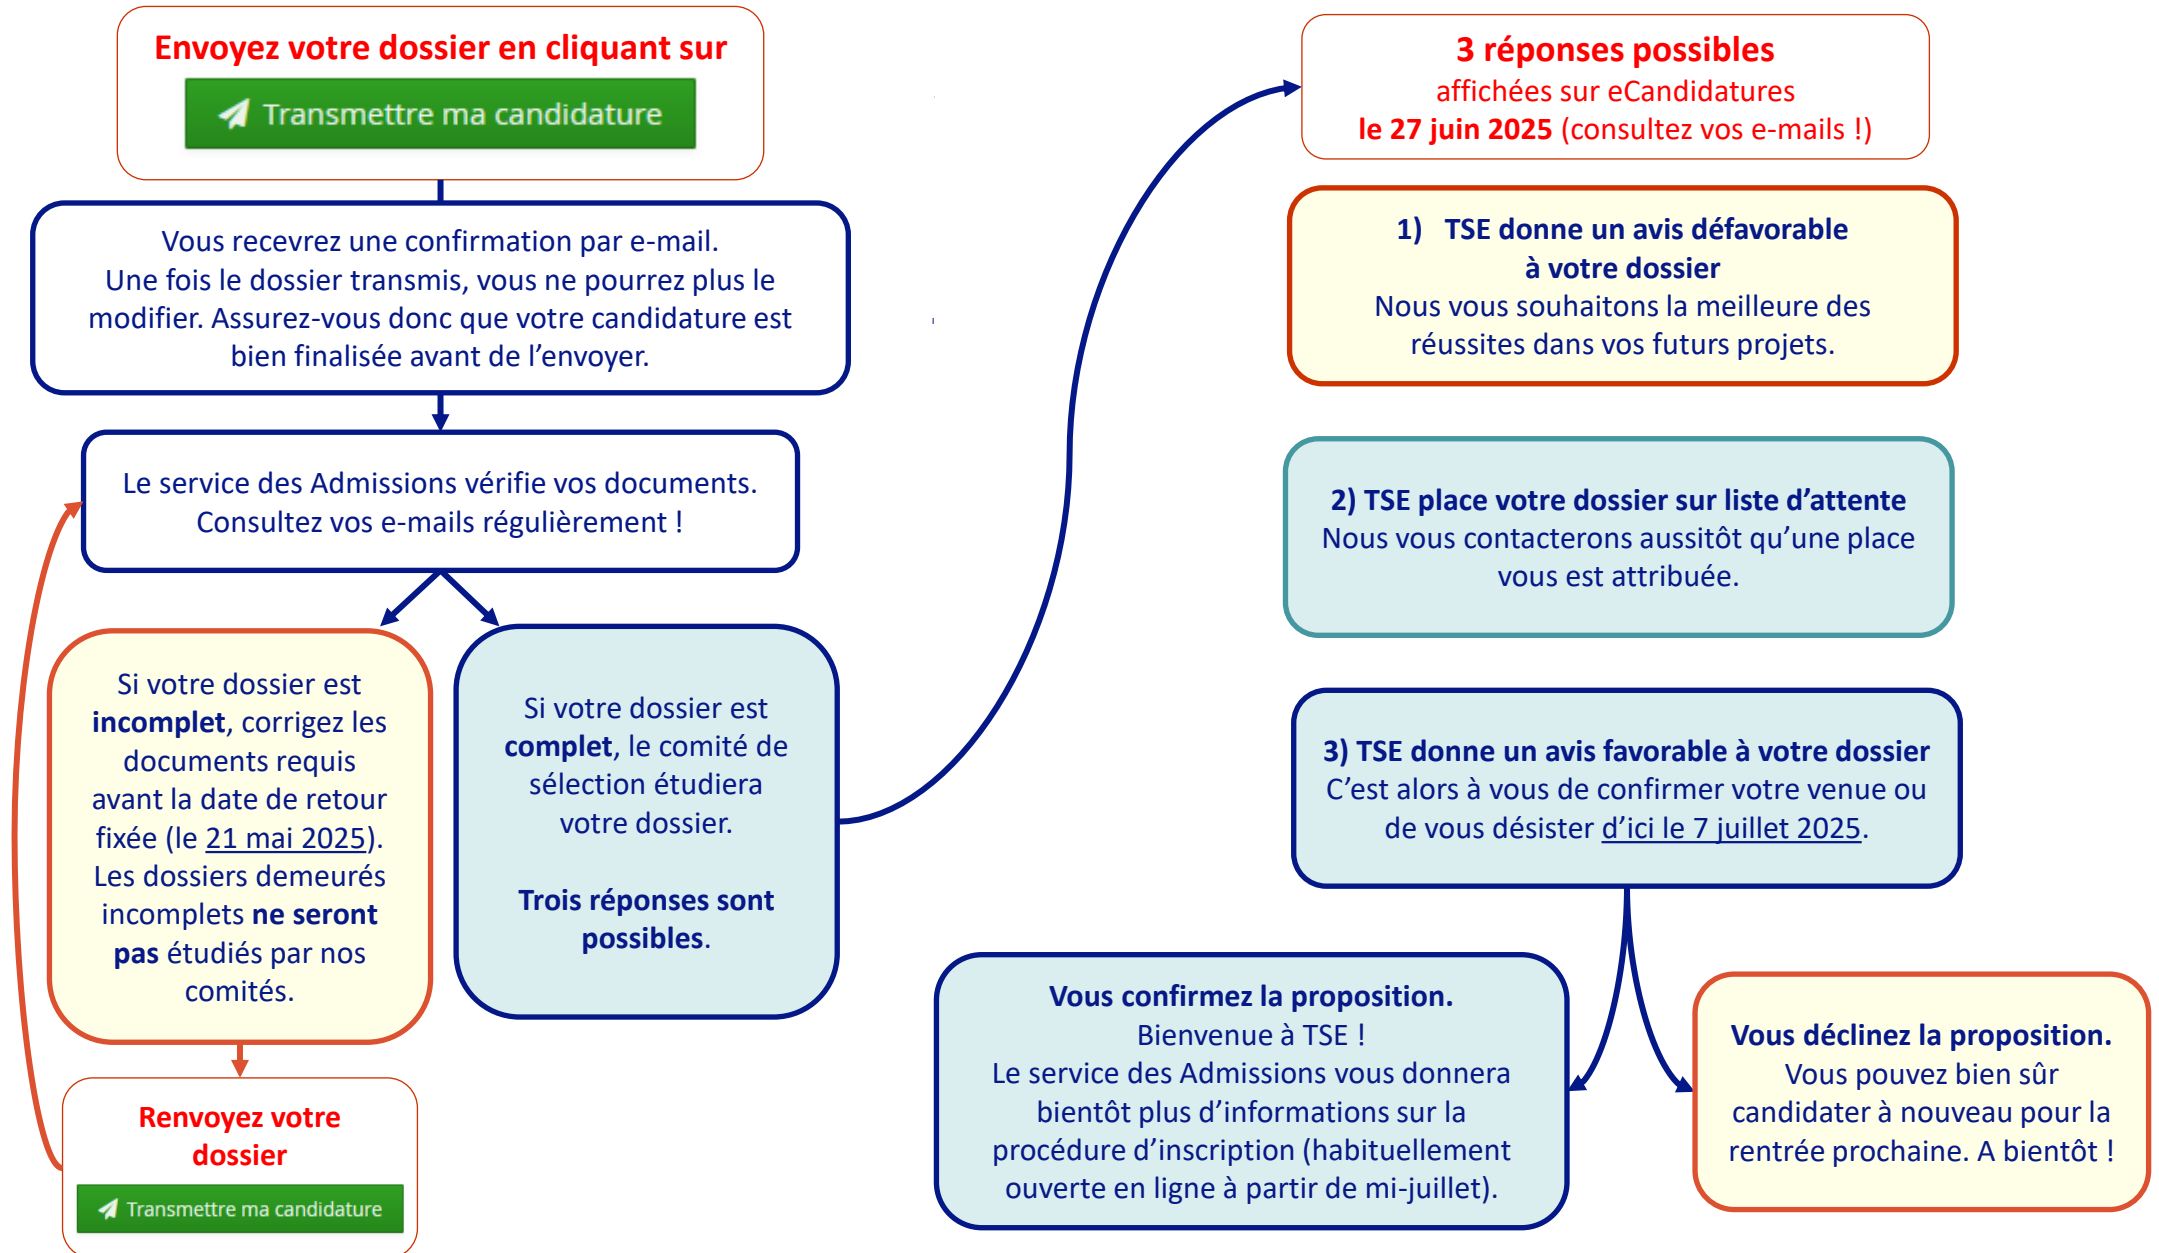 Envoyez votre dossier en cliquant sur
Transmettre ma candidature
Vous recevrez une confirmation par e-mail.
Une fois le dossier transmis, vous ne pourrez plus le
modifier. Assurez-vous donc que votre candidature est
bien finalisée avant de l’envoyer.
Le service des Admissions vérifie vos documents.
Consultez vos e-mails régulièrement !
Si votre dossier est
incomplet, corrigez les
documents requis
avant la date de retour
fixée (le 21 mai 2025).
Les dossiers demeurés
incomplets ne seront
pas étudiés par nos
comités.
Renvoyez votre
dossier
Transmettre ma candidature
Si votre dossier est
complet, le comité de
sélection étudiera
votre dossier.
Trois réponses sont
possibles.
3 réponses possibles
affichées sur eCandidatures
le 27 juin 2025 (consultez vos e-mails !)
1) TSE donne un avis défavorable
à votre dossier
Nous vous souhaitons la meilleure des
réussites dans vos futurs projets.
2) TSE place votre dossier sur liste d’attente
Nous vous contacterons aussitôt qu’une place
vous est attribuée.
3) TSE donne un avis favorable à votre dossier
C’est alors à vous de confirmer votre venue ou
de vous désister d’ici le 7 juillet 2025.
Vous confirmez la proposition.
Bienvenue à TSE !
Le service des Admissions vous donnera
bientôt plus d’informations sur la
procédure d’inscription (habituellement
ouverte en ligne à partir de mi-juillet).
Vous déclinez la proposition.
Vous pouvez bien sûr
candidater à nouveau pour la
rentrée prochaine. A bientôt !